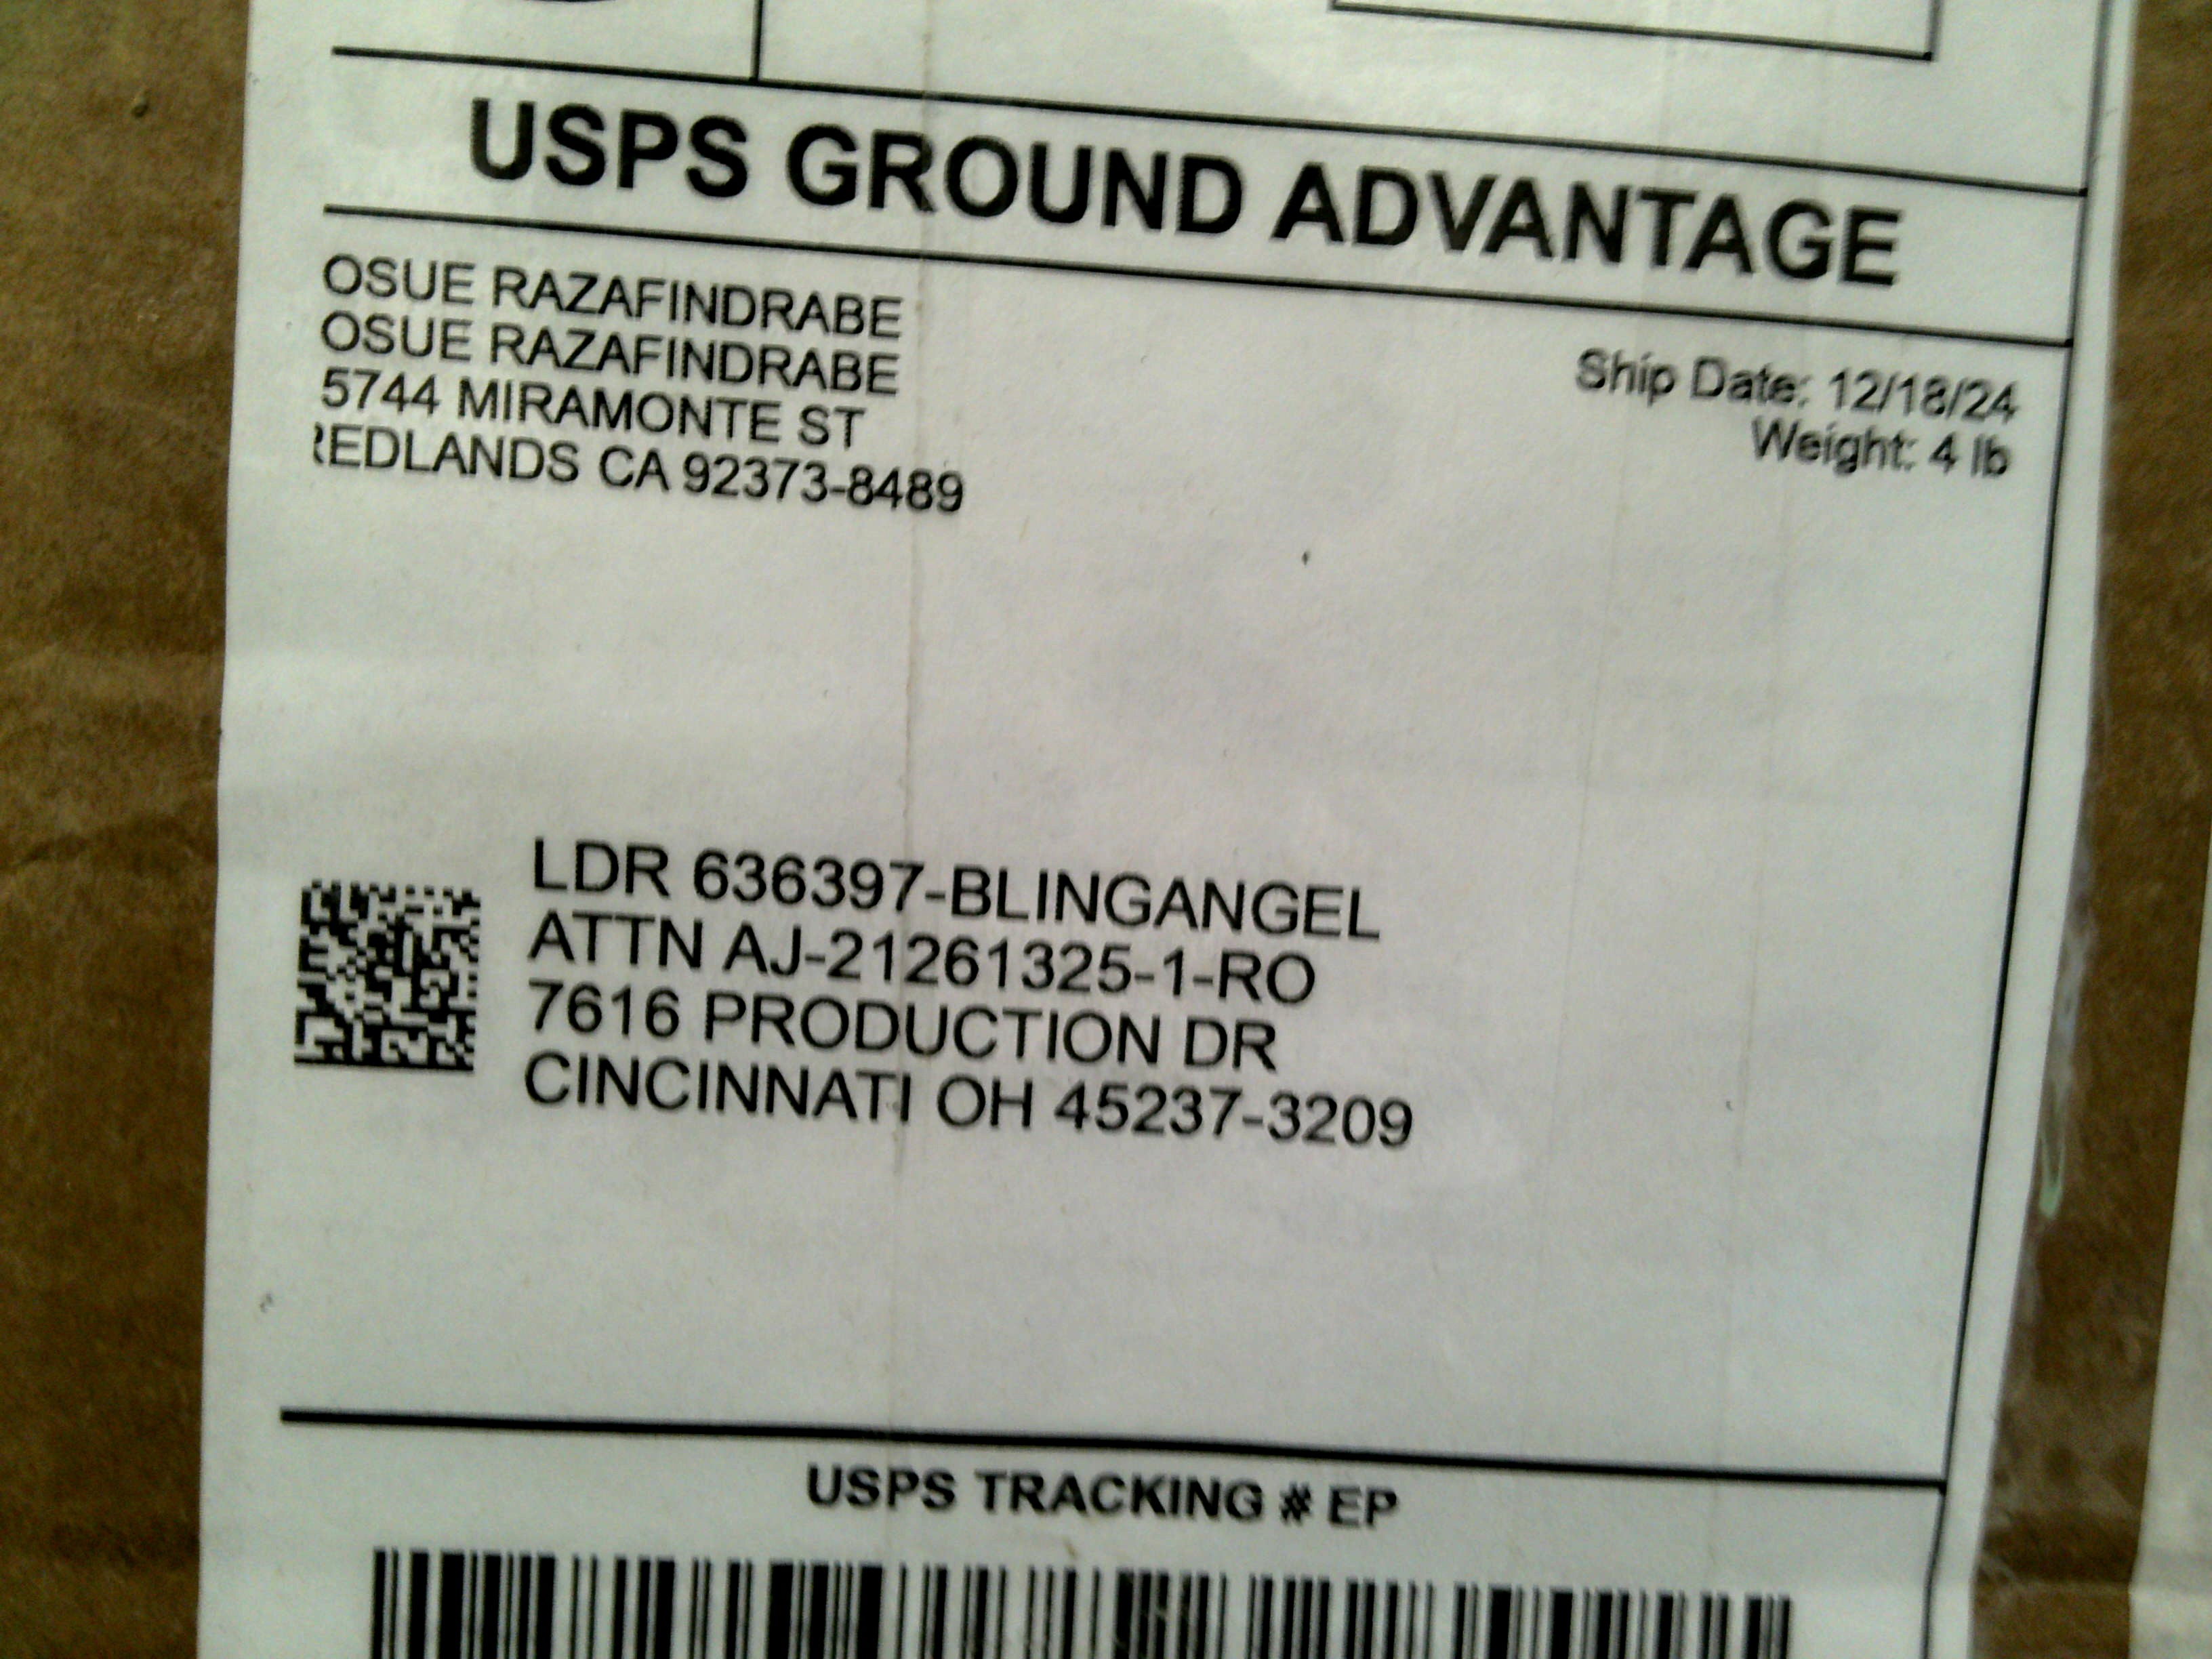 USPS GROUND ADVANTAGE
OSUE RAZAFINDRABE
OSUE RAZAFINDRABE
5744 MIRAMONTE ST
REDLANDS CA 92373-8489
Ship Date: 12/18/24
Weight: 4 lb
LDR 636397-BLINGANGEL
ATTN AJ-21261325-1-RO
7616 PRODUCTION DR
CINCINNATI OH 45237-3209
USPS TRACKING # EP